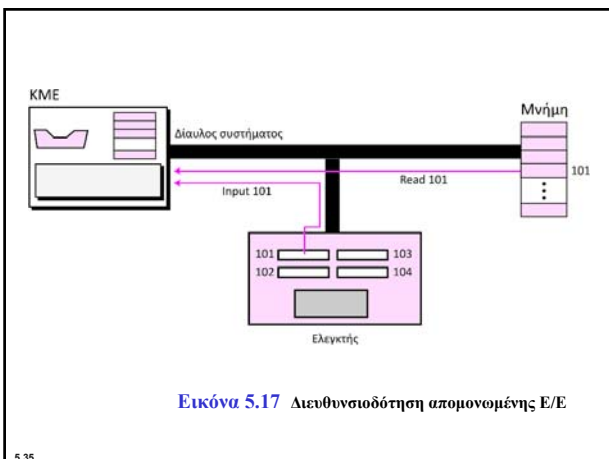 ΚΜΕ
Μνήμη
Δίαυλος συστήματος
Read 101
101
Input 101
101 103
102 104
Ελεγκτής
Εικόνα 5.17 Διευθυνσιοδότηση απομονωμένης Ε/Ε
5.35